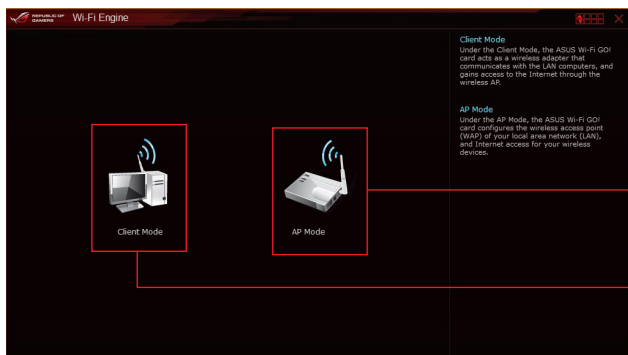 REPUBLIC OF
GAMERS
Wi-Fi Engine
Client Mode
Under the Client Mode, the ASUS Wi-Fi GO!
card acts as a wireless adapter that
communicates with the LAN computers, and
gains access to the Internet through the
wireless AP.
AP Mode
Under the AP Mode, the ASUS Wi-Fi GO!
card configures the wireless access point
(WAP) of your local area network (LAN),
and Internet access for your wireless
devices.
Client Mode
AP Mode